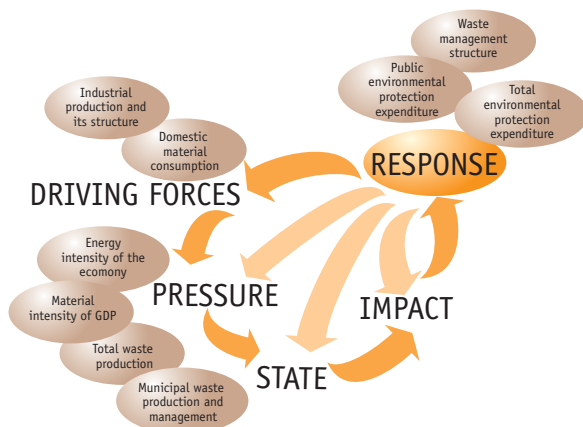 Waste
management
structure
Public
environmental
protection
expenditure
Total
environmental
protection
expenditure
Industrial
production and
its structure
Domestic
material
consumption
RESPONSE
DRIVING FORCES
Energy
intensity of the
ecomony
PRESSURE
Material
intensity of GDP
IMPACT
Total waste
production
STATE
Municipal waste
production and
management